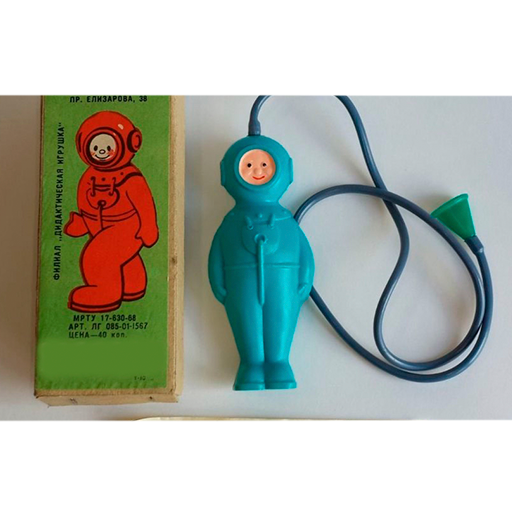 ПР. ЕЛИЗАРОВА, 38
ФИЛИАЛ „ДИДАКТИЧЕСКАЯ ИГРУШКА"
МРТУ 17-630-68
АРТ. ЛГ 085-01-1567
ЦЕНА—40 коп.